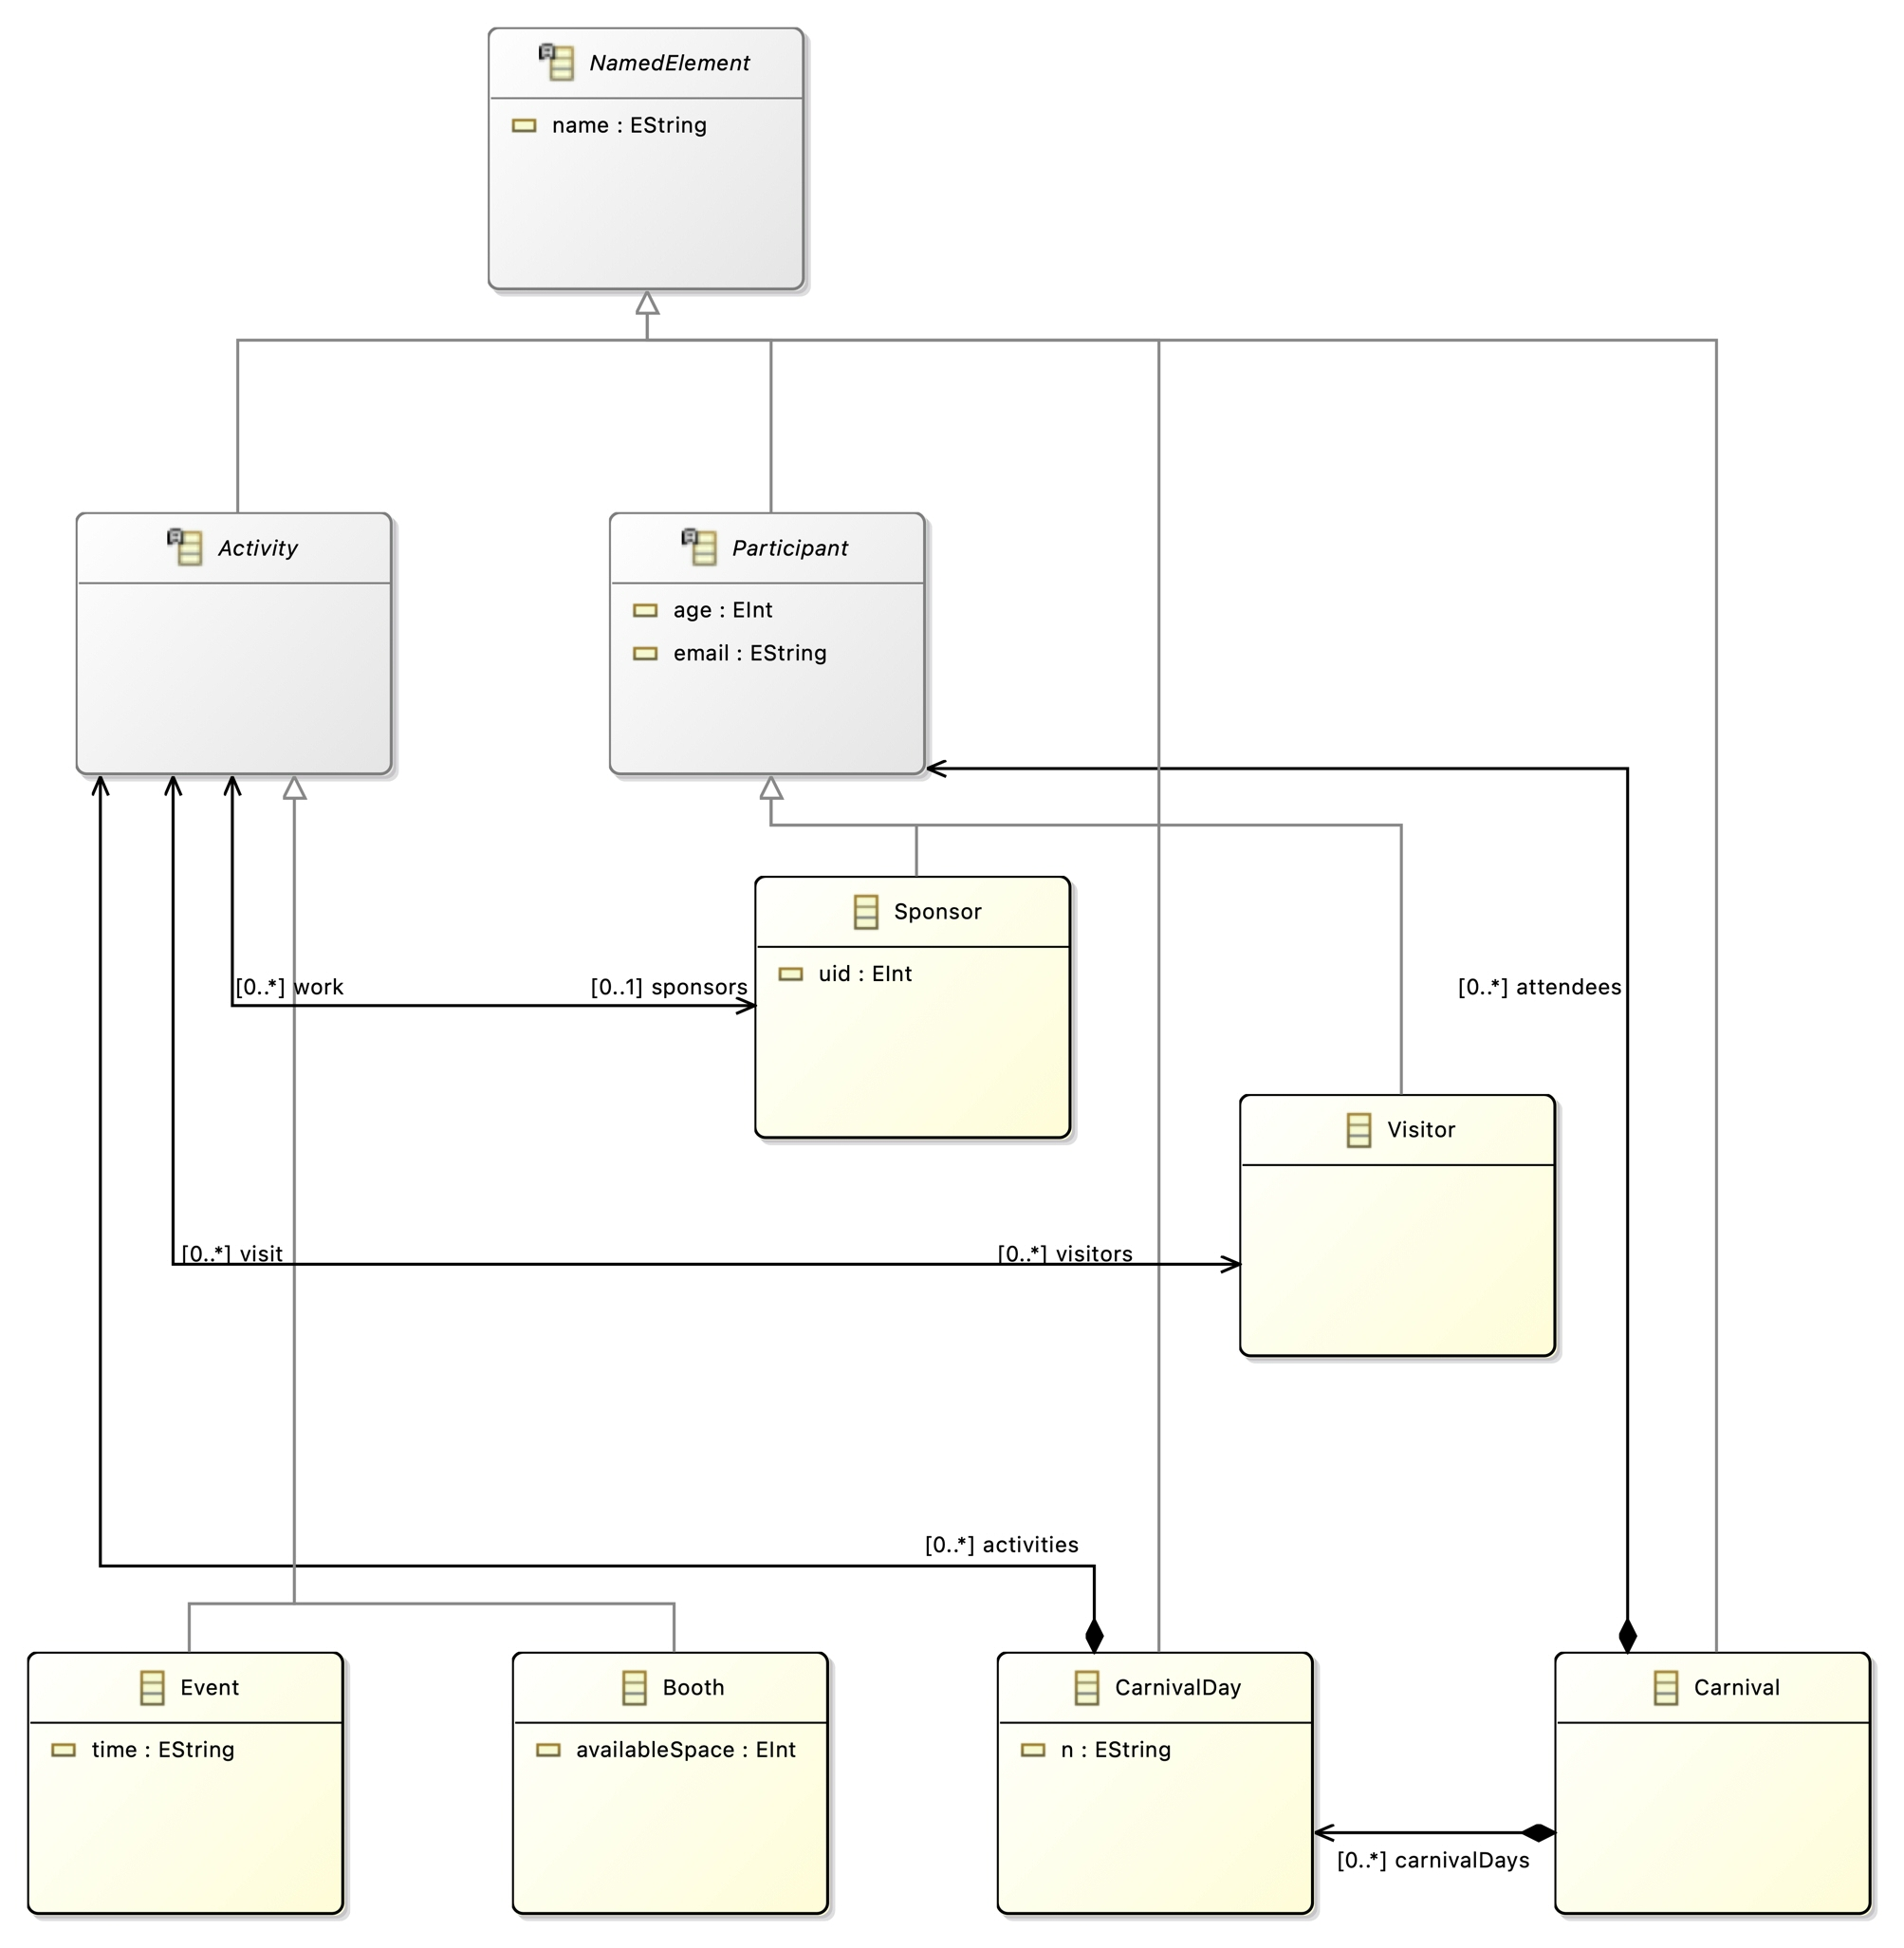 NamedElement
name : EString
Activity
Participant
age : EInt
email : EString
Sponsor
uid : EInt
[0..*] work
[0..1] sponsors
[0..*] attendees
Visitor
[0..*] visit
[0..*] visitors
[0..*] activities
Event
time : EString
Booth
availableSpace : EInt
CarnivalDay
n : EString
Carnival
[0..*] carnivalDays